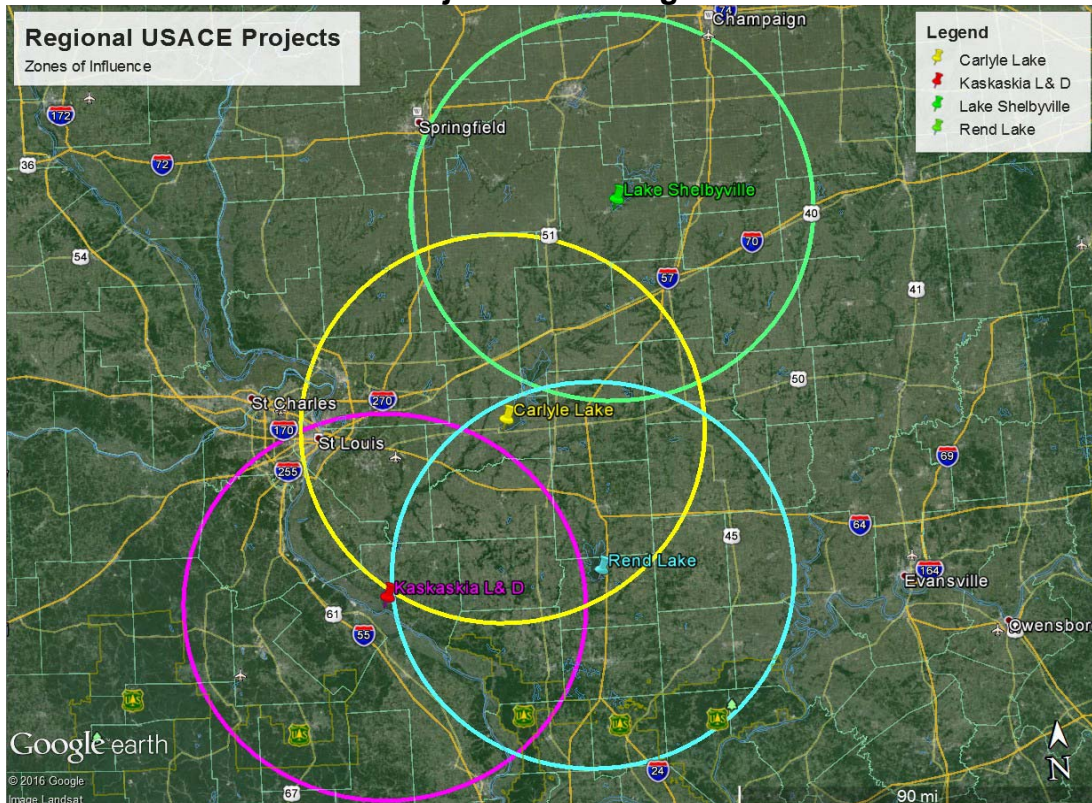 Regional USACE Projects
Zones of Influence
Legend
Carlyle Lake
Kaskaskia L& D
Lake Shelbyville
Rend Lake
74
Champaign
172
Springfield
36
72
Lake Shelbyville
40
51
70
54
57
41
50
St Charles
270
Carlyle Lake
170
St Louis
255
69
64
45
Rend Lake
164
Evansville
Kaskaskia L& D
61
55
Owensbor
Google earth
24
N
© 2016 Google
Image Landsat
67
90 mi